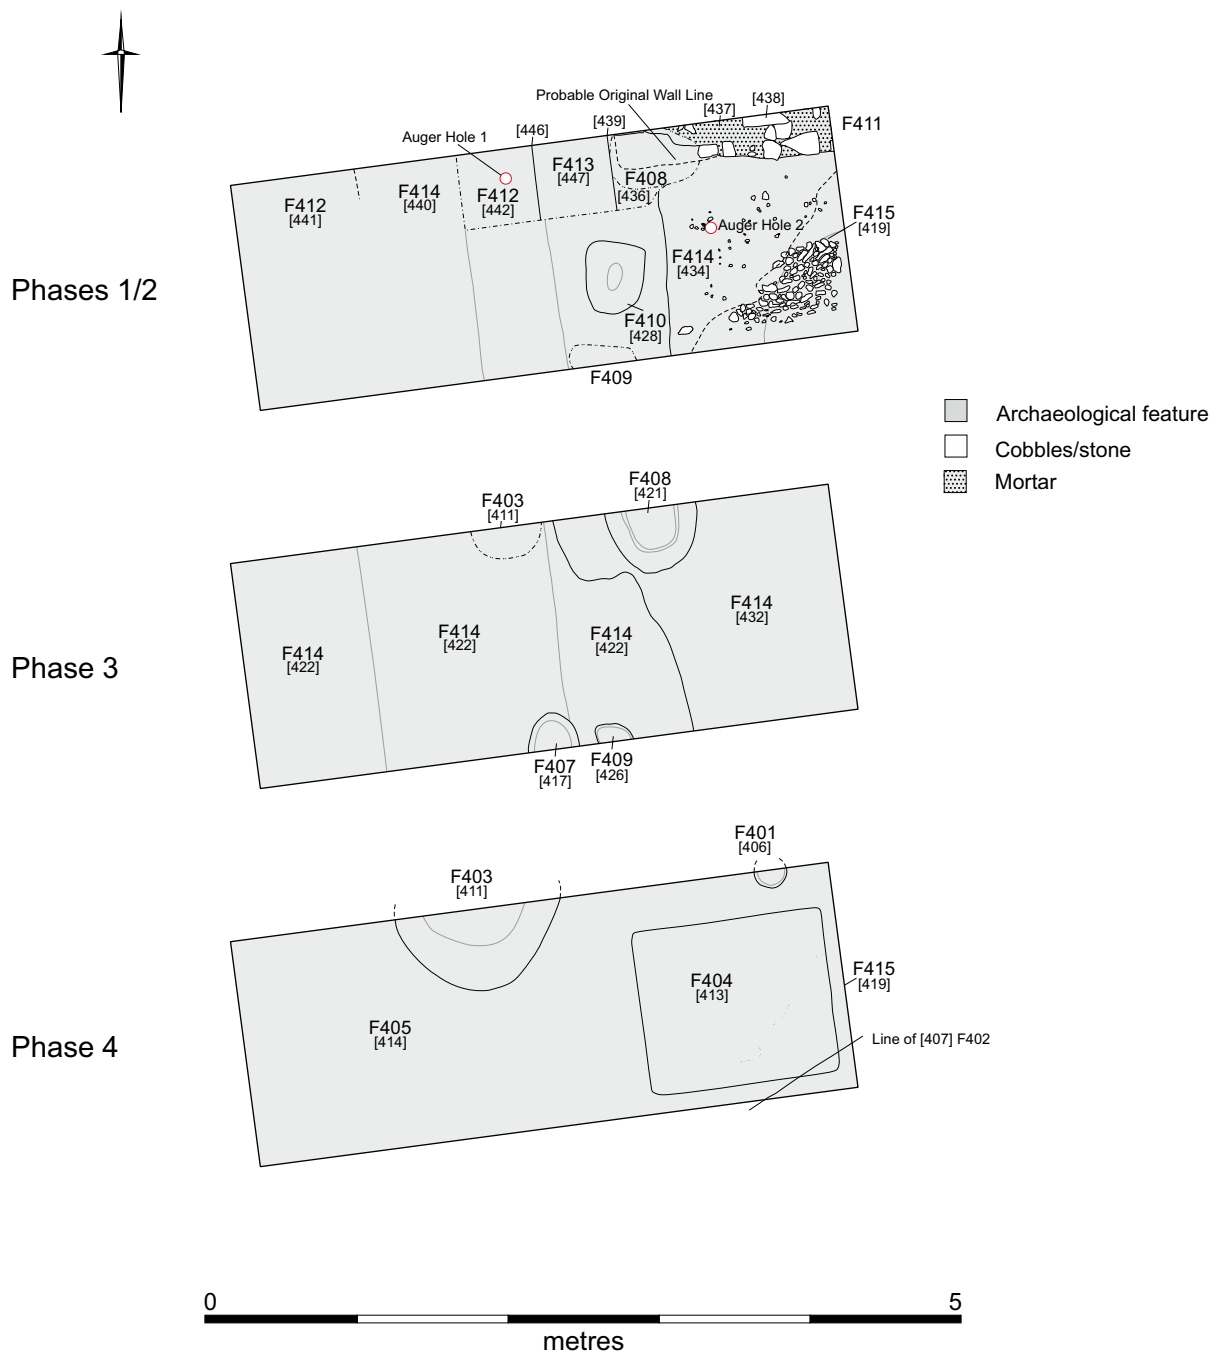 Probable Original Wall Line
[437]
[438]
F411
Auger Hole 1
[446]
[439]
F412
[441]
F414
[440]
F412
[442]
F413
[447]
F408
[436]
Auger Hole 2
F415
[419]
F414
[434]
Phases 1/2
F410
[428]
F409
Archaeological feature
Cobbles/stone
Mortar
F403
[411]
F408
[421]
F414
[422]
F414
[422]
F414
[422]
F414
[432]
Phase 3
F407
[417]
F409
[426]
F401
[406]
F403
[411]
F404
[413]
F415
[419]
F405
[414]
Phase 4
Line of [407] F402
0
5
metres